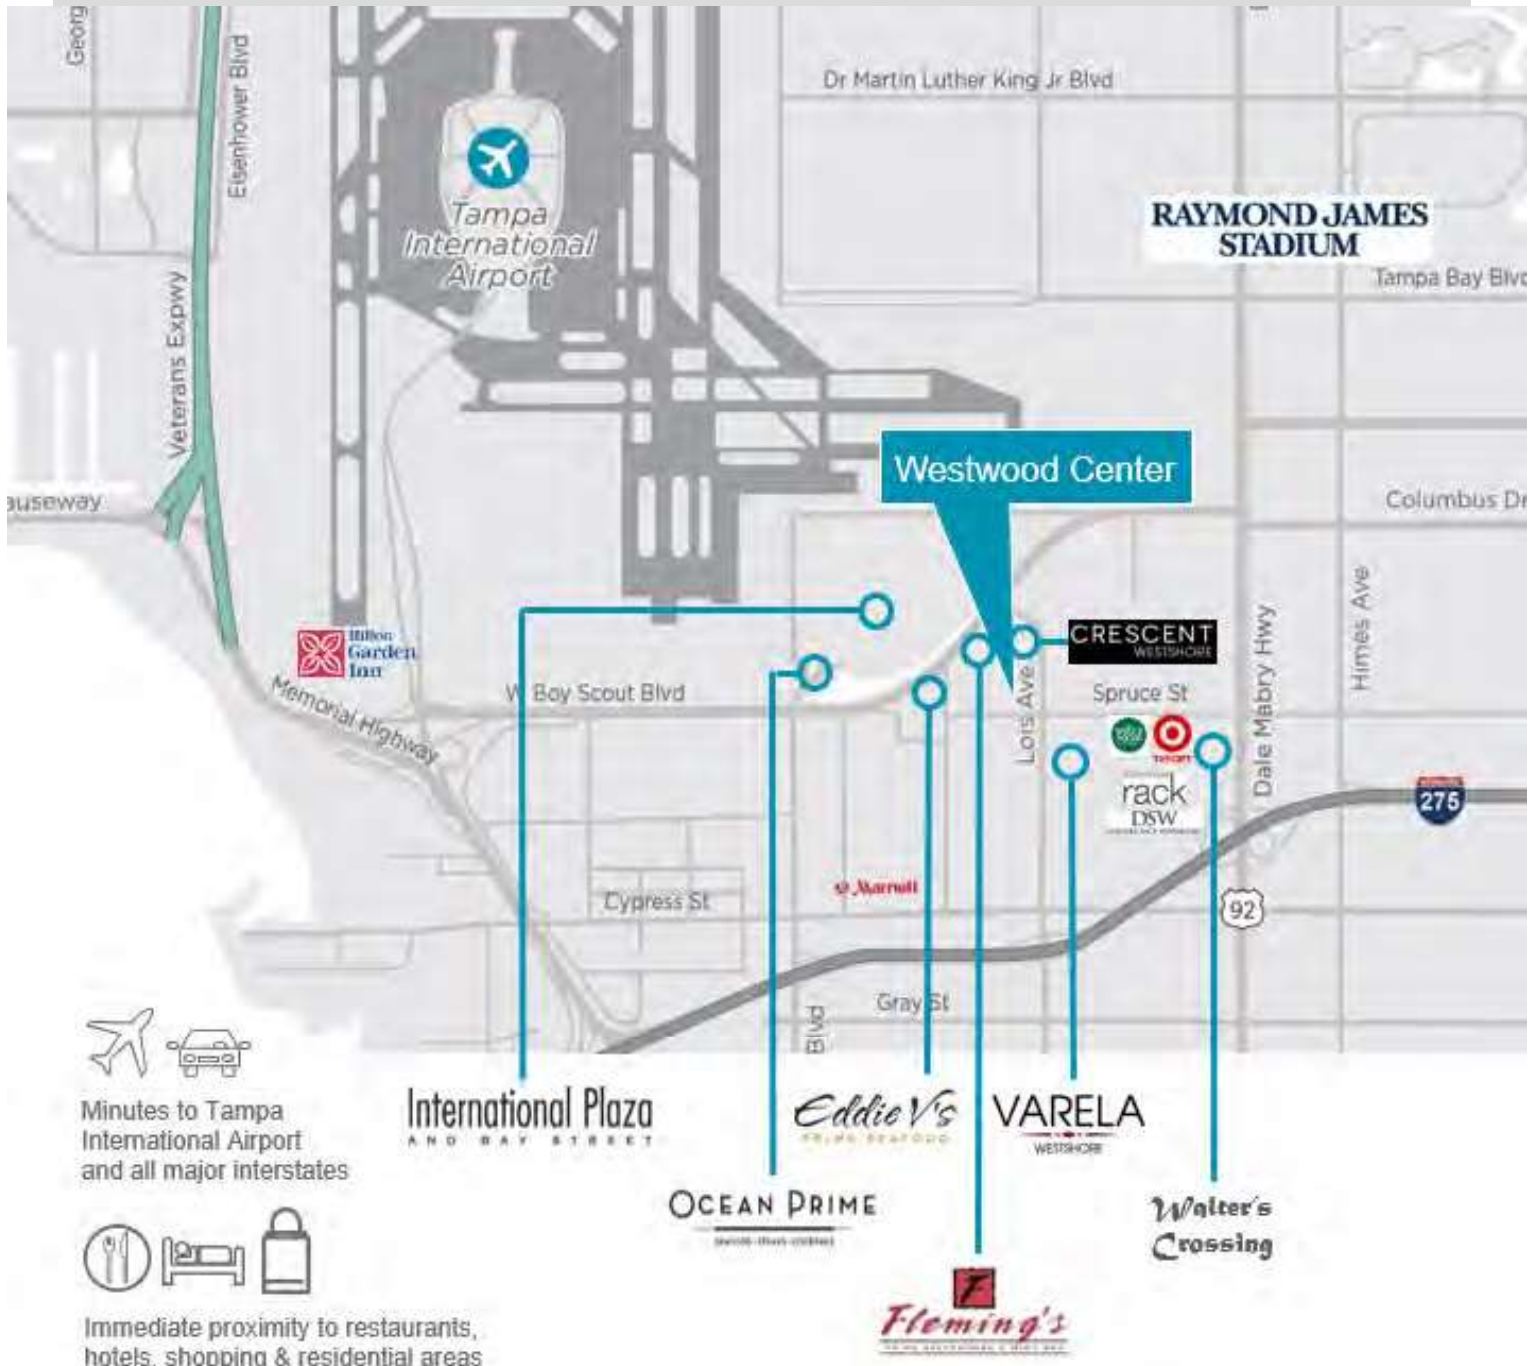 Georg
Eisenhower Blvd
Dr Martin Luther King Jr Blvd
Tampa
International
Airport
RAYMOND JAMES
STADIUM
Tampa Bay Blvd
Veterans Expwy
Westwood Center
auseway
Columbus Dr
Hilton
Garden
Inn
CRESCENT
WESTSHORE
Himes Ave
Dale Mabry Hwy
W Boy Scout Blvd
Spruce St
Lois Ave
Memorial Highway
TARGET
rack
DSW
275
Marriott
Cypress St
92
Gray St
Blvd
Minutes to Tampa
International Airport
and all major interstates
International Plaza
AND BAY STREET
Eddie V's
PRIME SEAFOOD
VARELA
WESTSHORE
OCEAN PRIME
Walter's
Crossing
F
Fleming's
Immediate proximity to restaurants,
hotels, shopping & residential areas